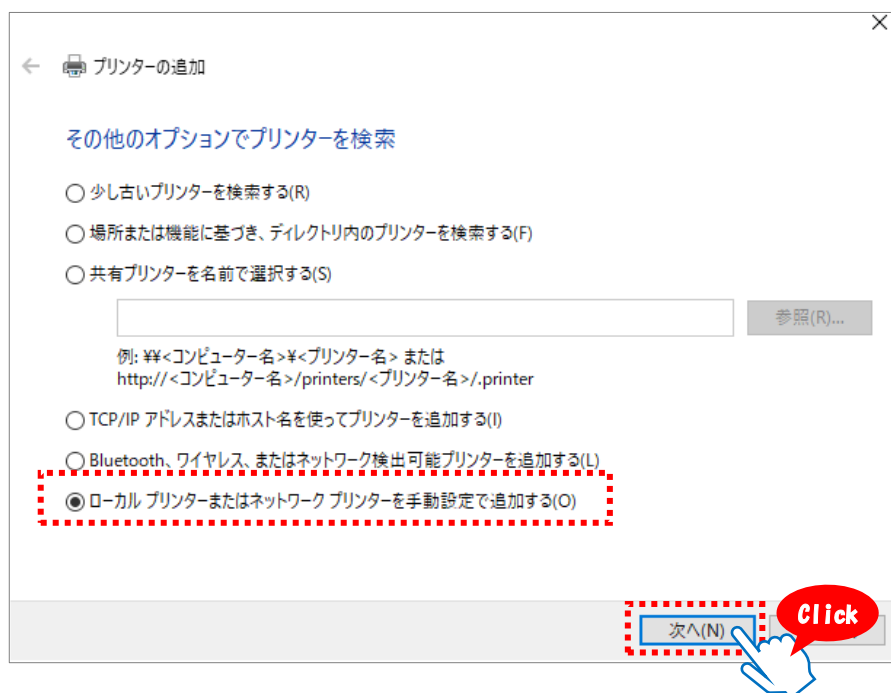 プリンターの追加
その他のオプションでプリンターを検索
少し古いプリンターを検索する(R)
場所または機能に基づき、ディレクトリ内のプリンターを検索する(F)
共有プリンターを名前で選択する(S)
参照(R)...
例: ¥¥<コンピューター名>¥<プリンター名> または
http://<コンピューター名>/printers/<プリンター名>/.printer
TCP/IP アドレスまたはホスト名を使ってプリンターを追加する(I)
Bluetooth、ワイヤレス、またはネットワーク検出可能プリンターを追加する(L)
ローカル プリンターまたはネットワーク プリンターを手動設定で追加する(O)
次へ(N)
Click